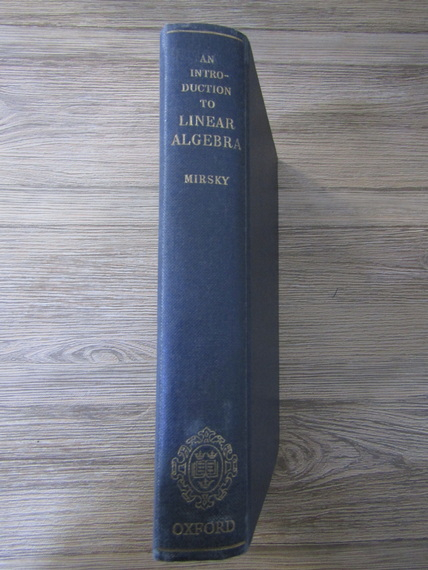 AN
INTRO-
DUCTION
TO
LINEAR
ALGEBRA
MIRSKY
OXFORD